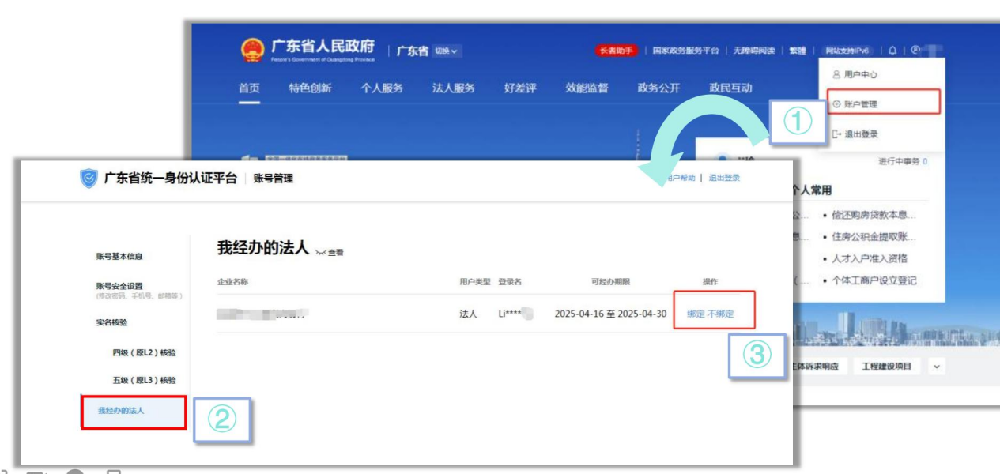 广东省人民政府
People's Government of Guangdong Province
广东省 切换
长者助手 国家政务服务平台 无障碍阅读 繁體 网站支持IPv6
首页 特色创新 个人服务 法人服务 好差评 效能监督 政务公开 政民互动
用户中心
账户管理
退出登录
①
进行中事务 0
个人常用
偿还购房贷款本息...
住房公积金提取账...
人才入户准入资格
个体工商户设立登记
主体诉求响应 工程建设项目
广东省统一身份认证平台 账号管理
用户帮助 退出登录
账号基本信息
账号安全设置
(修改密码、手机号、邮箱等)
实名核验
四级(原L2)核验
五级(原L3)核验
我经办的法人
②
我经办的法人 查看
企业名称 用户类型 登录名 可经办期限 操作
法人 Li**** 2025-04-16 至 2025-04-30 绑定 不绑定
③